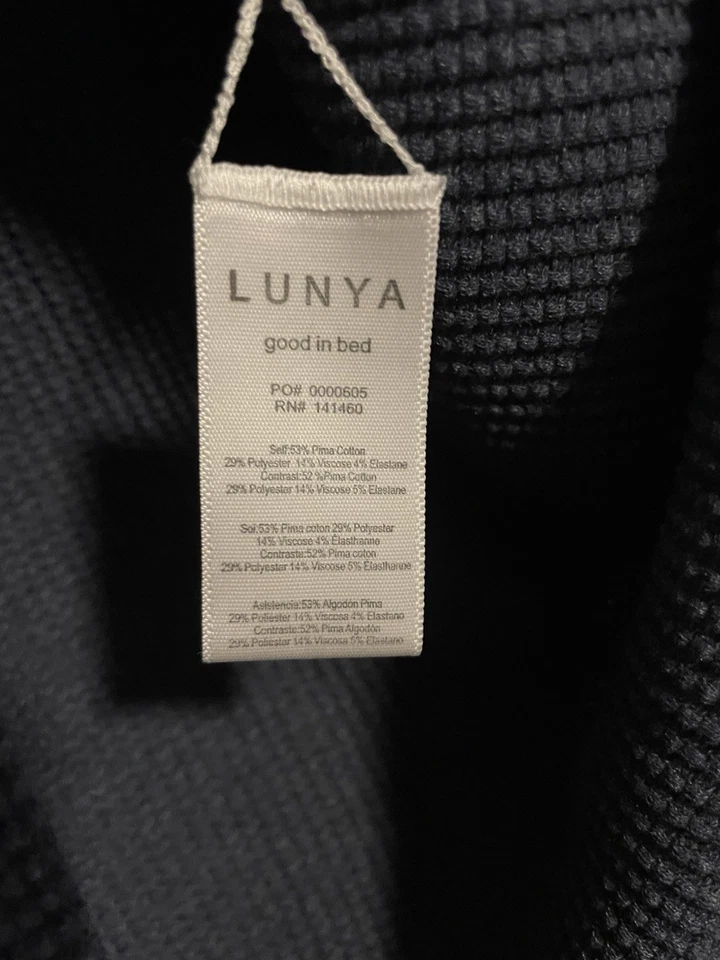 LUNYA
good in bed
PO# 0000605
RN# 141460
Self:53% Pima Cotton
29% Polyester 14% Viscose 4% Elastane
Contrast:52 %Pima Cotton
29% Polyester 14% Viscose 5% Elastane
Soi:53% Pima coton 29% Polyester
14% Viscose 4% Élasthanne
Contraste:52% Pima coton
29% Polyester 14% Viscose 5% Élasthanne
Asistencia:53% Algodón Pima
29% Poliester 14% Viscosa 4% Elastano
Contraste:52% Pima Algodón
29% Poliester 14% Viscosa 5% Elastano